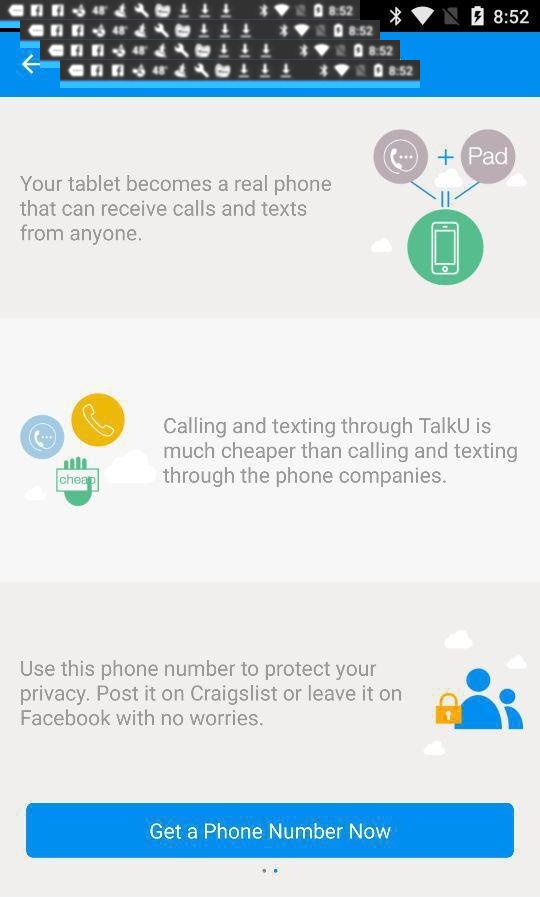 48° 8:52
8:52
48° 8:52
48° 8:52
48° 8:52
Your tablet becomes a real phone
that can receive calls and texts
from anyone.
Pad
Calling and texting through TalkU is
much cheaper than calling and texting
through the phone companies.
cheap
Use this phone number to protect your
privacy. Post it on Craigslist or leave it on
Facebook with no worries.
Get a Phone Number Now